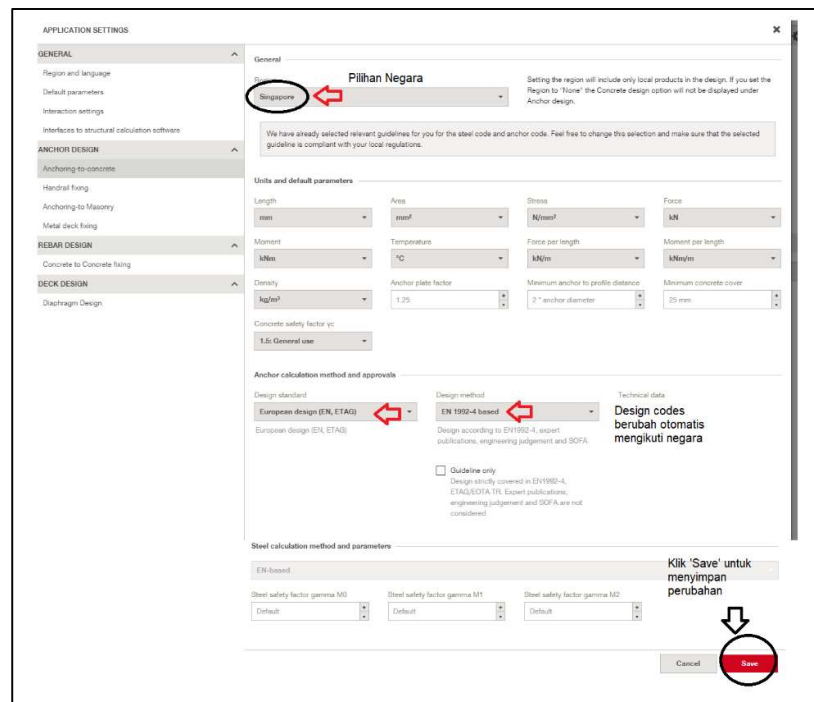 APPLICATION SETTINGS
GENERAL
Region and language
Default parameters
Interaction settings
Interfaces to structural calculation software
ANCHOR DESIGN
Anchoring-to-concrete
Handrail fixing
Anchoring-to Masonry
Metal deck fixing
REBAR DESIGN
Concrete to Concrete fixing
DECK DESIGN
Diaphragm Design
General
Pilihan Negara
Singapore
Setting the region will include only local products in the design. If you set the
Region to "None" the Concrete design option will not be displayed under
Anchor design.
We have already selected relevant guidelines for you for the steel code and anchor code. Feel free to change this selection and make sure that the selected
guideline is compliant with your local regulations.
Units and default parameters
Length Area Stress Force
mm mm² N/mm² kN
Moment Temperature Force per length Moment per length
kNm °C kN/m kNm/m
Density Anchor plate factor Minimum anchor to profile distance Minimum concrete cover
kg/m³ 1.25 2 * anchor diameter 25 mm
Concrete safety factor γc
1.5: General use
Anchor calculation method and approvals
Design standard Design method Technical data
European design (EN, ETAG) EN 1992-4 based
European design (EN, ETAG)
Design according to EN1992-4, expert
publications, engineering judgement and SOFA
Design codes
berubah otomatis
mengikuti negara
Guideline only
Design strictly covered in EN1992-4,
ETAG/EOTA TR. Expert publications,
engineering judgement and SOFA are not
considered
Steel calculation method and parameters
EN-based
Klik 'Save' untuk
menyimpan
perubahan
Steel safety factor gamma M0 Steel safety factor gamma M1 Steel safety factor gamma M2
Default Default Default
Cancel Save